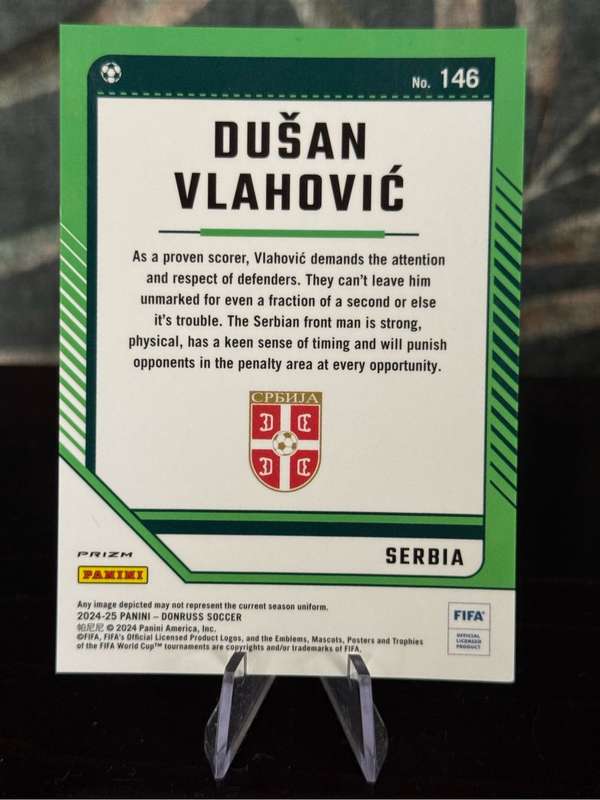 No. 146
DUŠAN
VLAHOVIĆ
As a proven scorer, Vlahović demands the attention
and respect of defenders. They can't leave him
unmarked for even a fraction of a second or else
it's trouble. The Serbian front man is strong,
physical, has a keen sense of timing and will punish
opponents in the penalty area at every opportunity.
СРБИЈА
SERBIA
PRIZM
PANINI
Any image depicted may not represent the current season uniform.
2024-25 PANINI – DONRUSS SOCCER
帕尼尼 © 2024 Panini America, Inc.
©FIFA, FIFA's Official Licensed Product Logos, and the Emblems, Mascots, Posters and Trophies
of the FIFA World Cup™ tournaments are copyrights and/or trademarks of FIFA.
FIFA®
OFFICIAL
LICENSED
PRODUCT